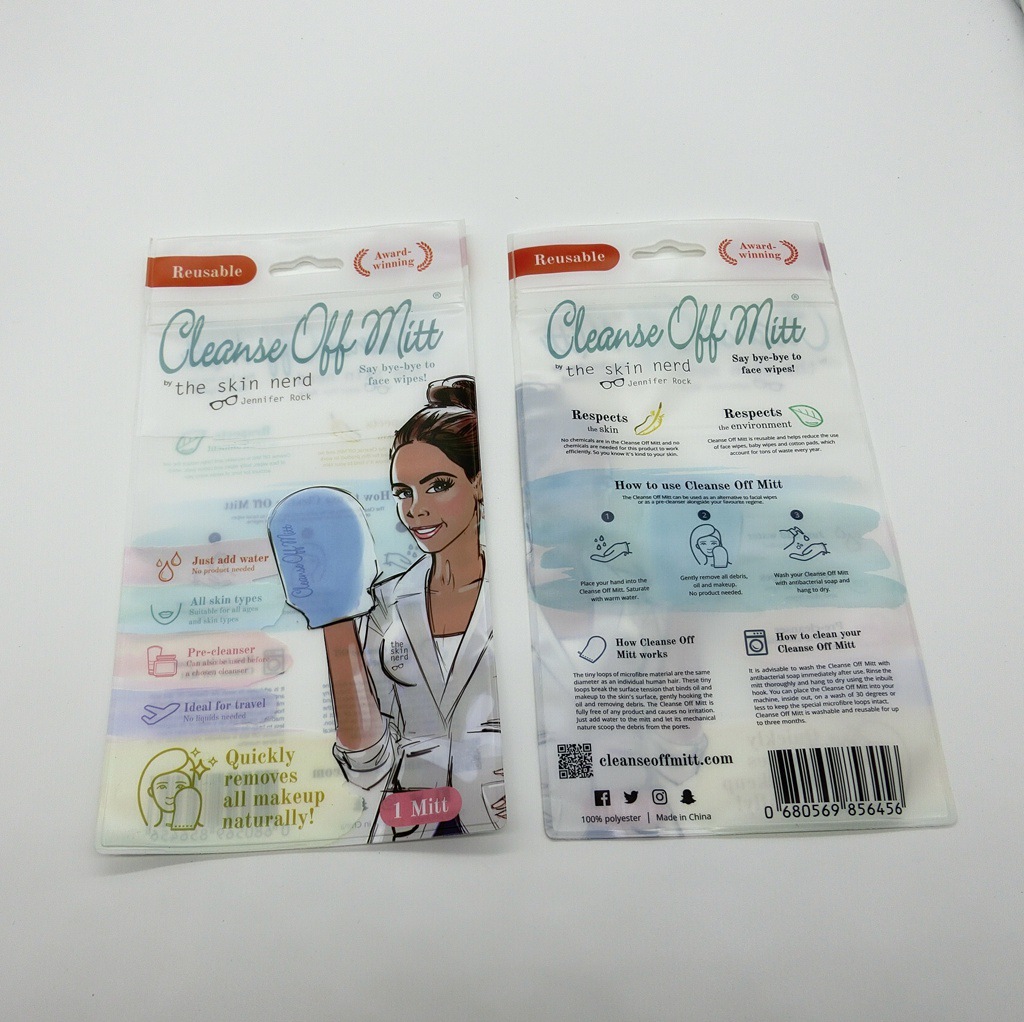 Reusable
Award-
winning
Cleanse Off Mitt®
Say bye-bye to
face wipes!
by the skin nerd
Jennifer Rock
Cleanse Off Mitt
Just add water
No product needed
All skin types
Suitable for all ages
and skin types
the
skin
nerd
Pre-cleanser
Can also be used before
a chosen cleanser
Ideal for travel
No liquids needed
Quickly
removes
all makeup
naturally!
1 Mitt
Reusable
Award-
winning
Cleanse Off Mitt®
Say bye-bye to
face wipes!
by the skin nerd
Jennifer Rock
Respects
the skin
No chemicals are in the Cleanse Off Mitt and no
chemicals are needed for this product to work
efficiently. So you know it's kind to your skin.
Respects
the environment
Cleanse Off Mitt is reusable and helps reduce the use
of face wipes, baby wipes and cotton pads, which
account for tons of waste every year.
How to use Cleanse Off Mitt
The Cleanse Off Mitt can be used as an alternative to facial wipes
or as a pre-cleanser alongside your favourite regime.
1
2
3
Place your hand into the
Cleanse Off Mitt. Saturate
with warm water.
Gently remove all debris,
oil and makeup.
No product needed.
Wash your Cleanse Off Mitt
with antibacterial soap and
hang to dry.
How Cleanse Off
Mitt works
The tiny loops of microfibre material are the same
diameter as an individual human hair. These tiny
loops break the surface tension that binds oil and
makeup to the skin's surface, gently hooking the
oil and removing debris. The Cleanse Off Mitt is
fully free of any product and causes no irritation.
Just add water to the mitt and let its mechanical
nature scoop the debris from the pores.
How to clean your
Cleanse Off Mitt
It is advisable to wash the Cleanse Off Mitt with
antibacterial soap immediately after use. Rinse the
mitt thoroughly and hang to dry using the inbuilt
hook. You can place the Cleanse Off Mitt into your
machine, inside out, on a wash of 30 degrees or
less to keep the special microfibre loops intact.
Cleanse Off Mitt is washable and reusable for up
to three months.
cleanseoffmitt.com
100% polyester | Made in China
0 680569 856456